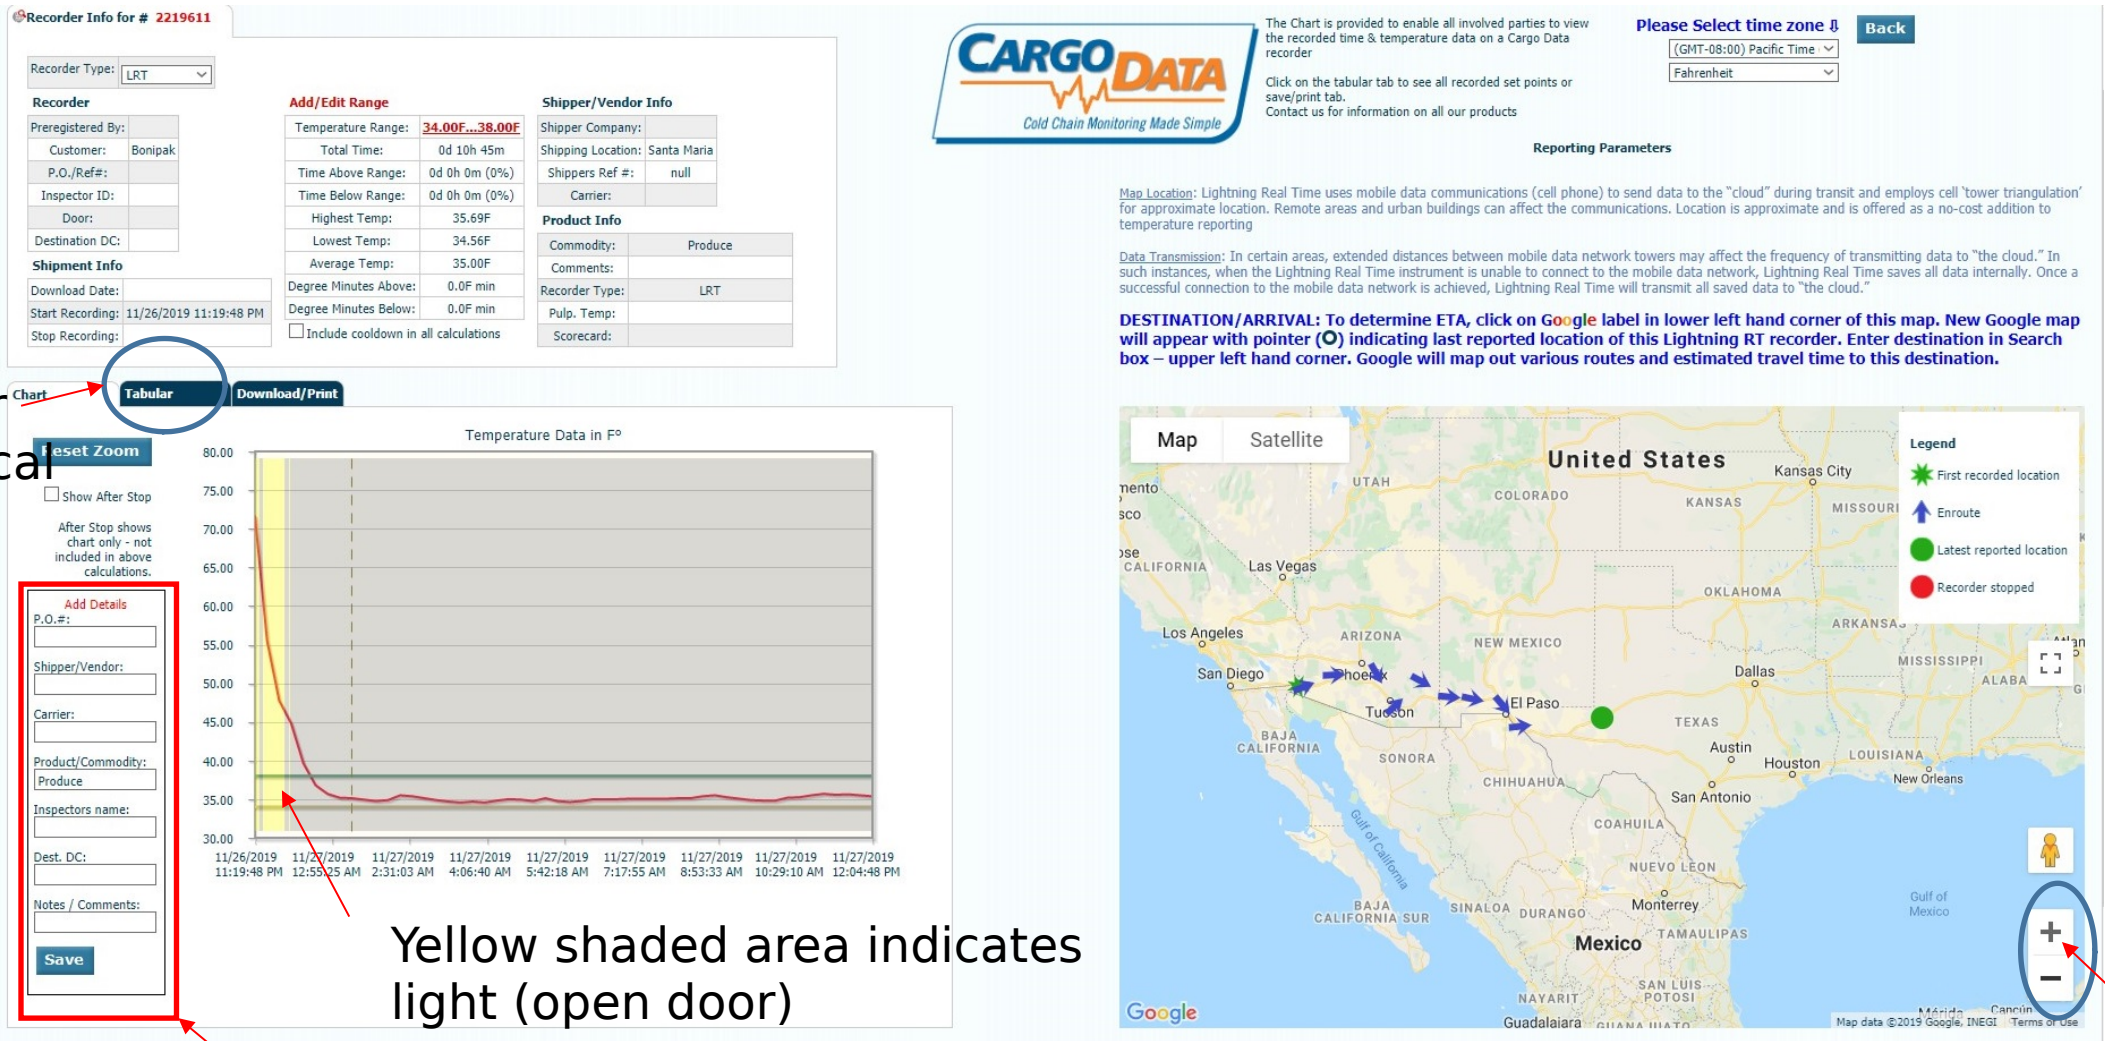 Recorder Info for # 2219611
Recorder Type: LRT
Recorder
Preregistered By:
Customer: Bonipak
P.O./Ref#:
Inspector ID:
Door:
Destination DC:
Shipment Info
Download Date:
Start Recording: 11/26/2019 11:19:48 PM
Stop Recording:
Add/Edit Range
Temperature Range: 34.00F...38.00F
Total Time: 0d 10h 45m
Time Above Range: 0d 0h 0m (0%)
Time Below Range: 0d 0h 0m (0%)
Highest Temp: 35.69F
Lowest Temp: 34.56F
Average Temp: 35.00F
Degree Minutes Above: 0.0F min
Degree Minutes Below: 0.0F min
Include cooldown in all calculations
Shipper/Vendor Info
Shipper Company:
Shipping Location: Santa Maria
Shippers Ref #: null
Carrier:
Product Info
Commodity: Produce
Comments:
Recorder Type: LRT
Pulp. Temp:
Scorecard:
CARGO DATA
Cold Chain Monitoring Made Simple
The Chart is provided to enable all involved parties to view
the recorded time & temperature data on a Cargo Data
recorder
Click on the tabular tab to see all recorded set points or
save/print tab.
Contact us for information on all our products
Please Select time zone ⇩
(GMT-08:00) Pacific Time
Fahrenheit
Back
Reporting Parameters
Map Location: Lightning Real Time uses mobile data communications (cell phone) to send data to the "cloud" during transit and employs cell 'tower triangulation'
for approximate location. Remote areas and urban buildings can affect the communications. Location is approximate and is offered as a no-cost addition to
temperature reporting
Data Transmission: In certain areas, extended distances between mobile data network towers may affect the frequency of transmitting data to "the cloud." In
such instances, when the Lightning Real Time instrument is unable to connect to the mobile data network, Lightning Real Time saves all data internally. Once a
successful connection to the mobile data network is achieved, Lightning Real Time will transmit all saved data to "the cloud."
DESTINATION/ARRIVAL: To determine ETA, click on Google label in lower left hand corner of this map. New Google map
will appear with pointer (O) indicating last reported location of this Lightning RT recorder. Enter destination in Search
box – upper left hand corner. Google will map out various routes and estimated travel time to this destination.
Chart
Tabular
Download/Print
cal
Reset Zoom
Show After Stop
After Stop shows
chart only - not
included in above
calculations.
Add Details
P.O.#:
Shipper/Vendor:
Carrier:
Product/Commodity:
Produce
Inspectors name:
Dest. DC:
Notes / Comments:
Save
Temperature Data in Fº
80.00
75.00
70.00
65.00
60.00
55.00
50.00
45.00
40.00
35.00
30.00
11/26/2019 11/27/2019 11/27/2019 11/27/2019 11/27/2019 11/27/2019 11/27/2019 11/27/2019 11/27/2019
11:19:48 PM 12:55:25 AM 2:31:03 AM 4:06:40 AM 5:42:18 AM 7:17:55 AM 8:53:33 AM 10:29:10 AM 12:04:48 PM
Yellow shaded area indicates
light (open door)
Map
Satellite
United States
Legend
First recorded location
Enroute
Latest reported location
Recorder stopped
mento
sco
ose
UTAH
COLORADO
Kansas City
KANSAS
MISSOURI
CALIFORNIA
Las Vegas
OKLAHOMA
ARKANSAS
Los Angeles
ARIZONA
NEW MEXICO
Atlan
MISSISSIPPI
San Diego
Phoenix
Dallas
ALABA
Tucson
El Paso
TEXAS
BAJA
CALIFORNIA
SONORA
Austin
Houston
LOUISIANA
New Orleans
CHIHUAHUA
San Antonio
COAHUILA
Gulf of California
NUEVO LEON
Monterrey
Gulf of
Mexico
BAJA
CALIFORNIA SUR
SINALOA
DURANGO
TAMAULIPAS
Mexico
SAN LUIS
POTOSI
NAYARIT
Guadalajara
GUANAJUATO
Mérida
Cancún
+
−
Google
Map data ©2019 Google, INEGI Terms of Use